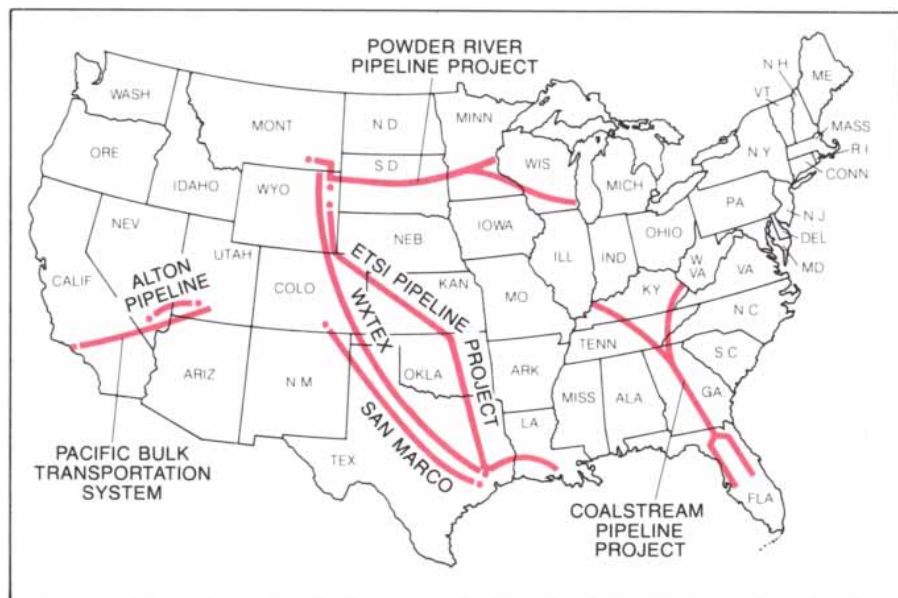 POWDER RIVER
PIPELINE PROJECT
WASH
MONT
N D
MINN
N H
VT
ME
ORE
IDAHO
WYO
S D
WIS
MICH
N Y
MASS
R I
CONN
NEV
UTAH
NEB
IOWA
ILL
IND
OHIO
PA
N J
DEL
MD
CALIF
ALTON
PIPELINE
COLO
ETSI PIPELINE
PROJECT
WXTEX
KAN
MO
KY
W
VA
VA
N C
TENN
S C
ARIZ
N M
OKLA
ARK
MISS
ALA
GA
SAN MARCO
TEX
LA
PACIFIC BULK
TRANSPORTATION
SYSTEM
COALSTREAM
PIPELINE
PROJECT
FLA